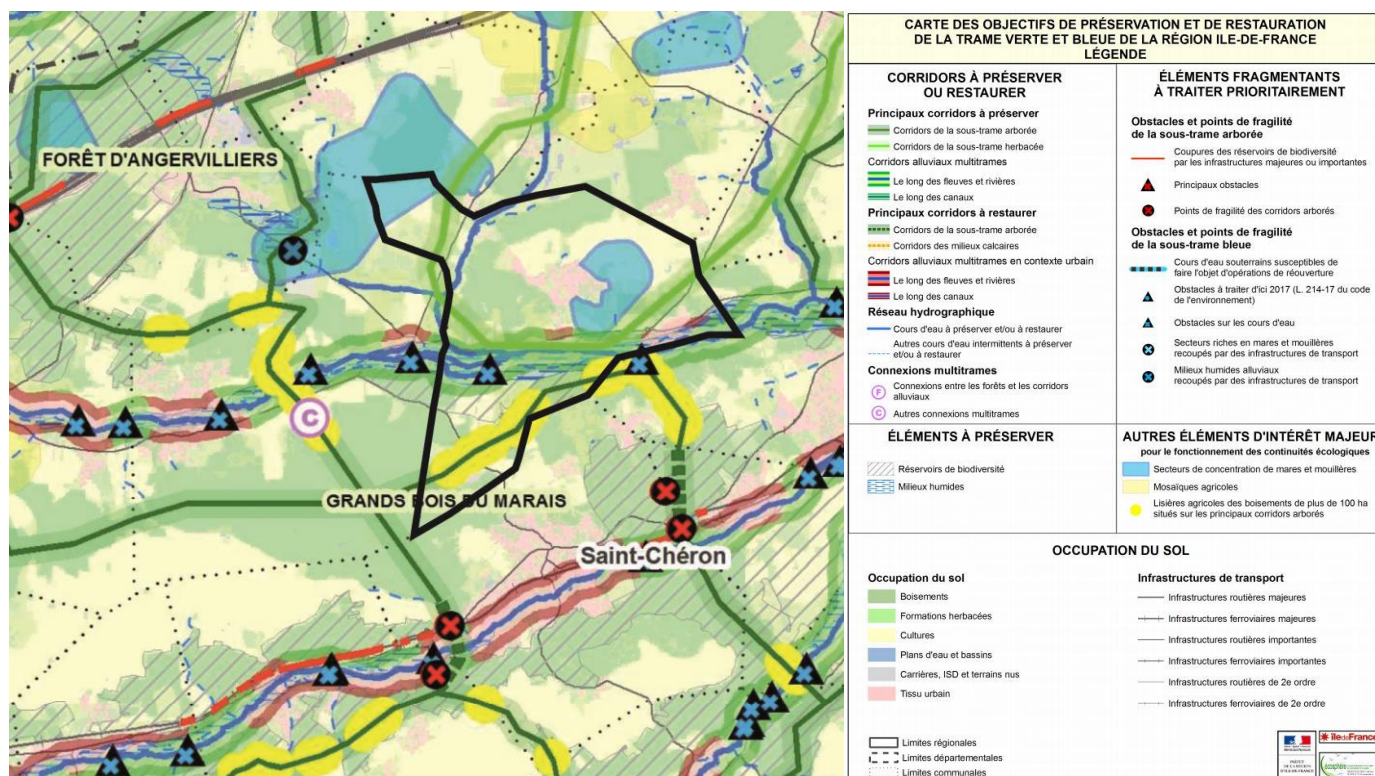 FORÊT D'ANGERVILLIERS
C
GRANDS BOIS DU MARAIS
Saint-Chéron
CARTE DES OBJECTIFS DE PRÉSERVATION ET DE RESTAURATION
DE LA TRAME VERTE ET BLEUE DE LA RÉGION ILE-DE-FRANCE
LÉGENDE
CORRIDORS À PRÉSERVER
OU RESTAURER
Principaux corridors à préserver
Corridors de la sous-trame arborée
Corridors de la sous-trame herbacée
Corridors alluviaux multitrames
Le long des fleuves et rivières
Le long des canaux
Principaux corridors à restaurer
Corridors de la sous-trame arborée
Corridors des milieux calcaires
Corridors alluviaux multitrames en contexte urbain
Le long des fleuves et rivières
Le long des canaux
Réseau hydrographique
Cours d'eau à préserver et/ou à restaurer
Autres cours d'eau intermittents à préserver
et/ou à restaurer
Connexions multitrames
F
Connexions entre les forêts et les corridors
alluviaux
C
Autres connexions multitrames
ÉLÉMENTS FRAGMENTANTS
À TRAITER PRIORITAIREMENT
Obstacles et points de fragilité
de la sous-trame arborée
Coupures des réservoirs de biodiversité
par les infrastructures majeures ou importantes
Principaux obstacles
Points de fragilité des corridors arborés
Obstacles et points de fragilité
de la sous-trame bleue
Cours d'eau souterrains susceptibles de
faire l'objet d'opérations de réouverture
Obstacles à traiter d'ici 2017 (L. 214-17 du code
de l'environnement)
Obstacles sur les cours d'eau
Secteurs riches en mares et mouillères
recoupés par des infrastructures de transport
Milieux humides alluviaux
recoupés par des infrastructures de transport
ÉLÉMENTS À PRÉSERVER
Réservoirs de biodiversité
Milieux humides
AUTRES ÉLÉMENTS D'INTÉRÊT MAJEUR
pour le fonctionnement des continuités écologiques
Secteurs de concentration de mares et mouillères
Mosaïques agricoles
Lisières agricoles des boisements de plus de 100 ha
situés sur les principaux corridors arborés
OCCUPATION DU SOL
Occupation du sol
Boisements
Formations herbacées
Cultures
Plans d'eau et bassins
Carrières, ISD et terrains nus
Tissu urbain
Infrastructures de transport
Infrastructures routières majeures
Infrastructures ferroviaires majeures
Infrastructures routières importantes
Infrastructures ferroviaires importantes
Infrastructures routières de 2e ordre
Infrastructures ferroviaires de 2e ordre
Limites régionales
Limites départementales
Limites communales
îledeFrance